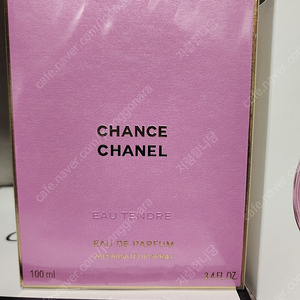 CHANCE
CHANEL
EAU TENDRE
EAU DE PARFUM
100 ml 3.4 FL. OZ